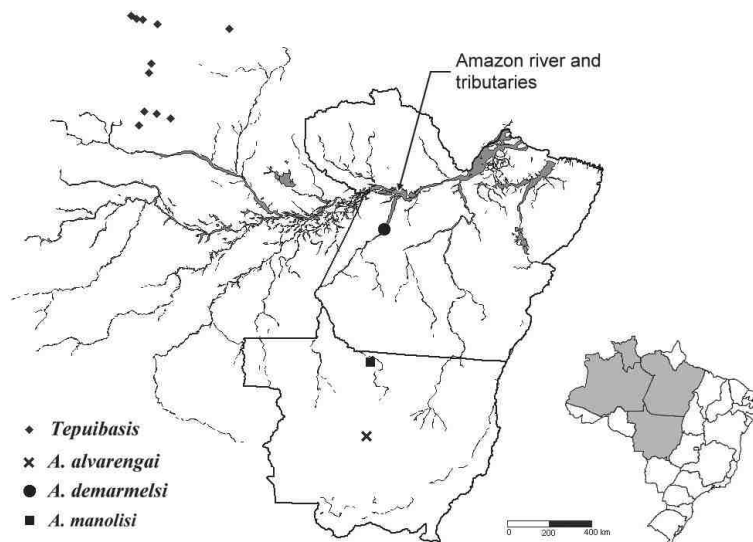 Amazon river and
tributaries
Tepuibasis
A. alvarengai
A. demarmelsi
A. manolisi
0 200 400 km